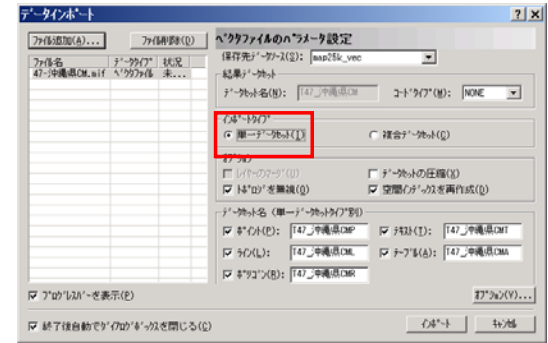 ﾃﾞｰﾀｲﾝﾎﾟｰﾄ
ﾌｧｲﾙ追加(A)...
ﾌｧｲﾙ削除(D)
ﾌｧｲﾙ名 ﾃﾞｰﾀﾀｲﾌﾟ 状況
47-沖縄県CM.mif ﾍﾞｸﾀﾌｧｲﾙ 未...
ﾍﾞｸﾀﾌｧｲﾙのﾊﾟﾗﾒｰﾀ設定
保存先ﾃﾞｰﾀｿｰｽ(S): map25k_vec
結果ﾃﾞｰﾀｾｯﾄ
ﾃﾞｰﾀｾｯﾄ名(N): T47_沖縄県CM ｺｰﾄﾞﾀｲﾌﾟ(M): NONE
ｲﾝﾎﾟｰﾄﾀｲﾌﾟ
単一ﾃﾞｰﾀｾｯﾄ(I) 複合ﾃﾞｰﾀｾｯﾄ(C)
ｵﾌﾟｼｮﾝ
ﾚｲﾔｰのﾏｰｼﾞ(U) ﾃﾞｰﾀｾｯﾄの圧縮(X)
ﾄﾎﾟﾛｼﾞを無視(O) 空間ｲﾝﾃﾞｯｸｽを再作成(D)
ﾃﾞｰﾀｾｯﾄ名 (単一ﾃﾞｰﾀｾｯﾄﾀｲﾌﾟ別)
ﾎﾟｲﾝﾄ(P): T47_沖縄県CMP ﾃｷｽﾄ(T): T47_沖縄県CMT
ﾗｲﾝ(L): T47_沖縄県CML ﾃｰﾌﾞﾙ(A): T47_沖縄県CMA
ﾎﾟﾘｺﾞﾝ(R): T47_沖縄県CMR
ﾌﾟﾛｸﾞﾚｽﾊﾞｰを表示(P)
ｵﾌﾟｼｮﾝ(V)...
終了後自動でﾀﾞｲｱﾛｸﾞﾎﾞｯｸｽを閉じる(C)
ｲﾝﾎﾟｰﾄ ｷｬﾝｾﾙ